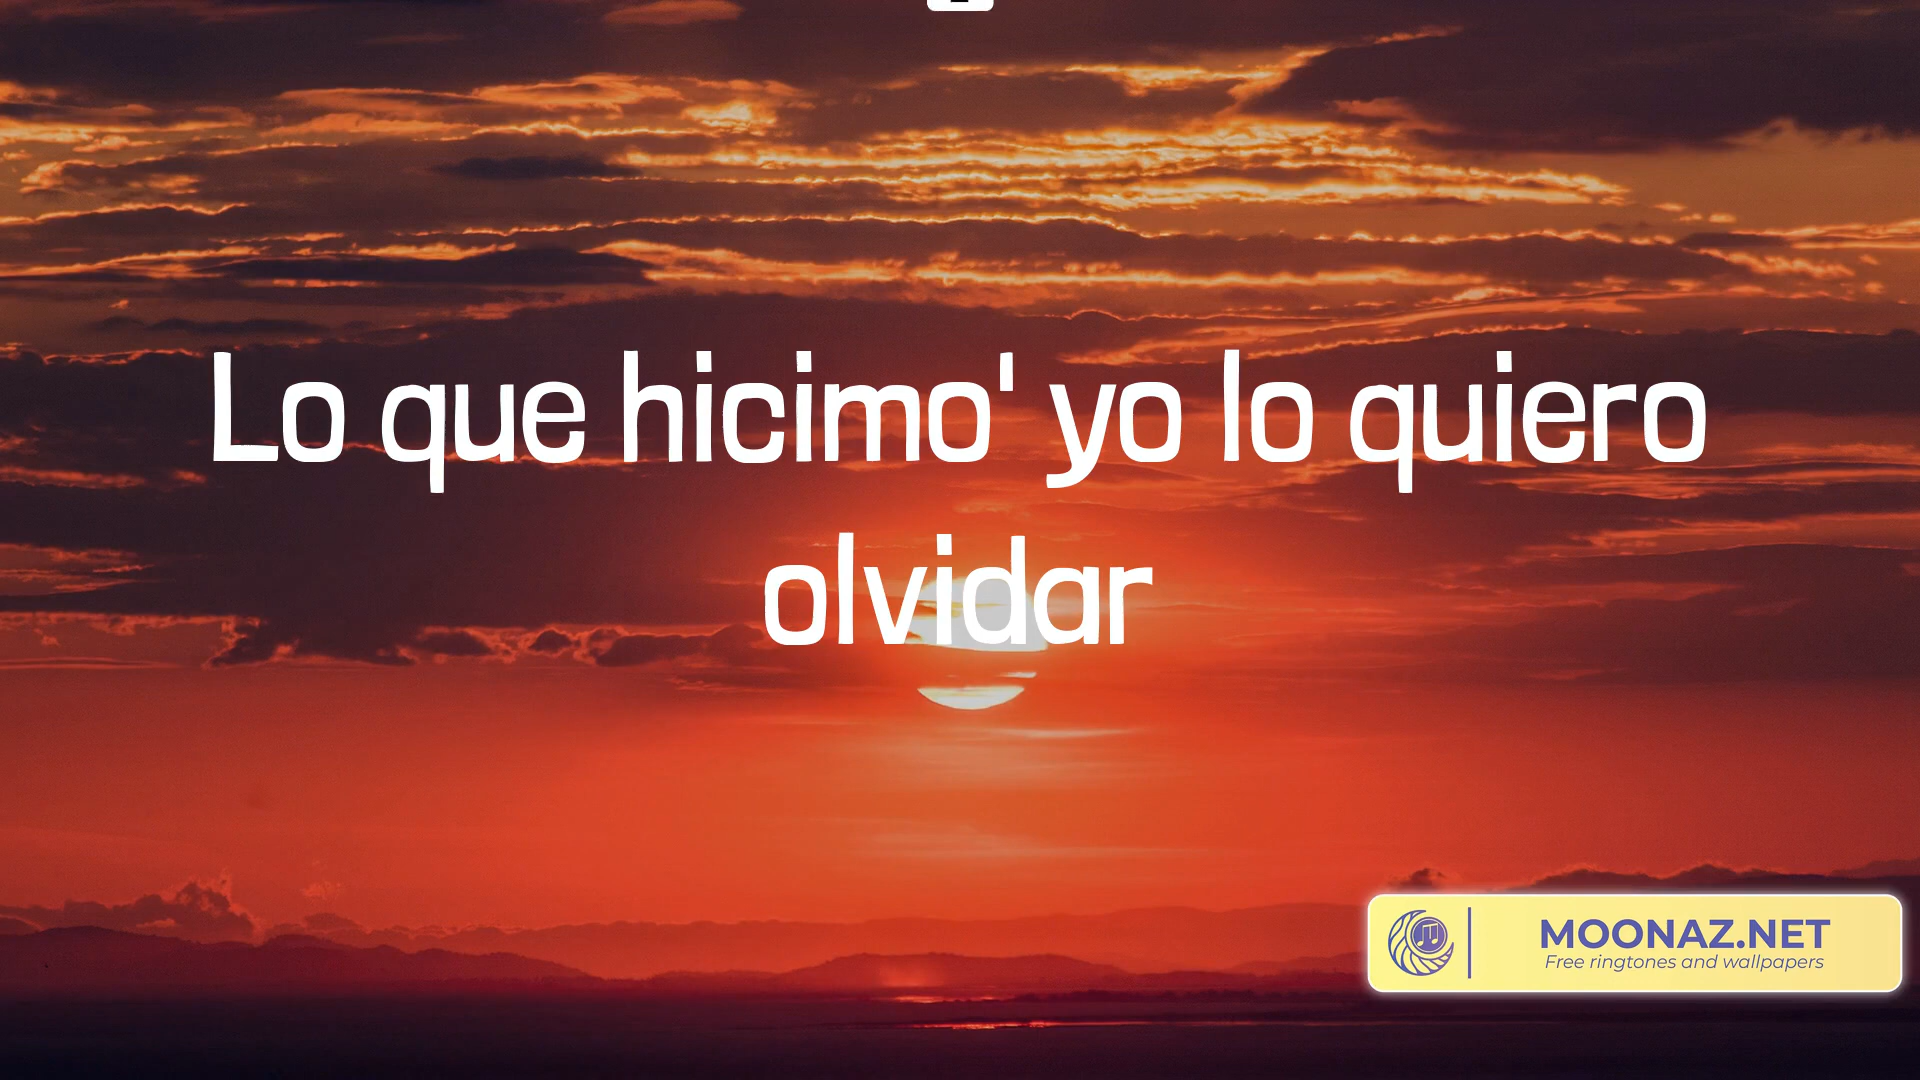 Lo que hicimo' yo lo quiero
olvidar
MOONAZ.NET
Free ringtones and wallpapers